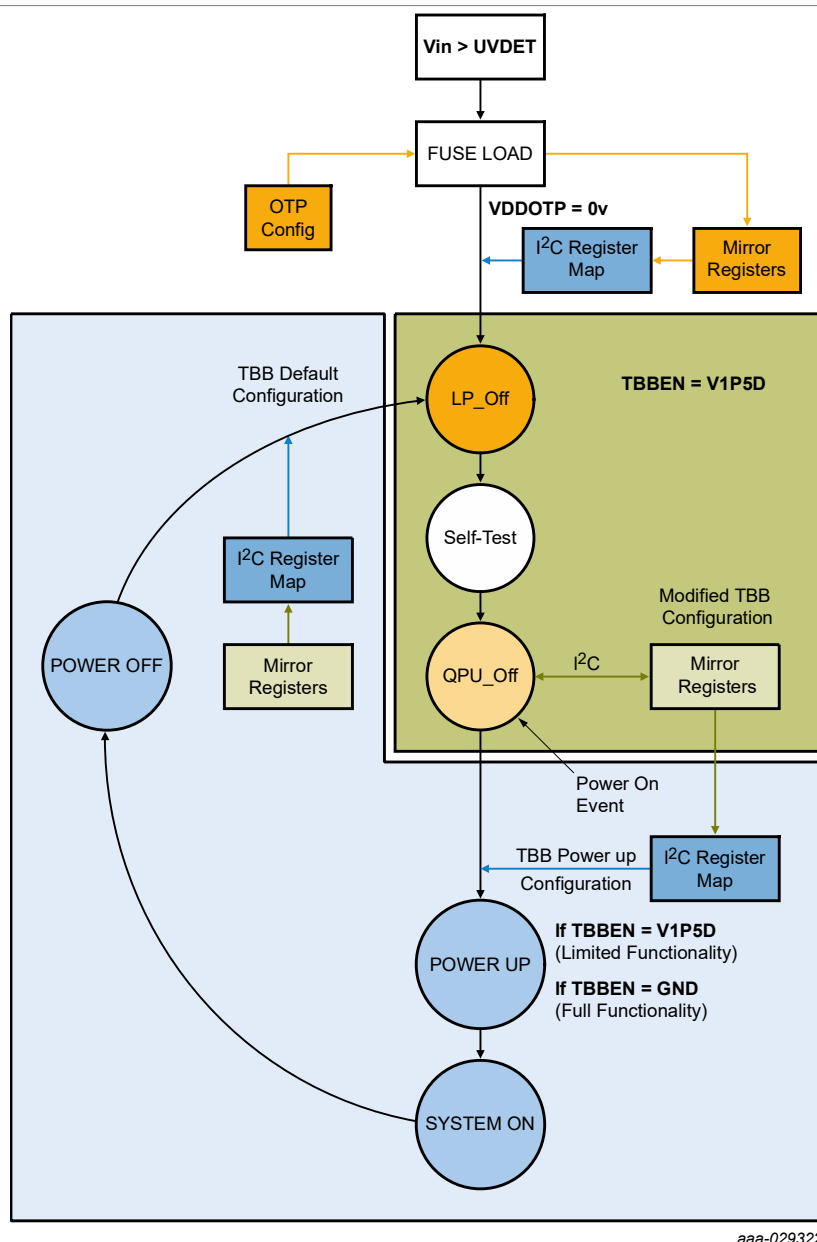 Vin > UVDET
FUSE LOAD
OTP
Config
VDDOTP = 0v
I2C Register
Map
Mirror
Registers
TBB Default
Configuration
LP_Off
TBBEN = V1P5D
Self-Test
I2C Register
Map
Modified TBB
Configuration
POWER OFF
Mirror
Registers
QPU_Off
I2C
Mirror
Registers
Power On
Event
TBB Power up
Configuration
I2C Register
Map
POWER UP
If TBBEN = V1P5D
(Limited Functionality)
If TBBEN = GND
(Full Functionality)
SYSTEM ON